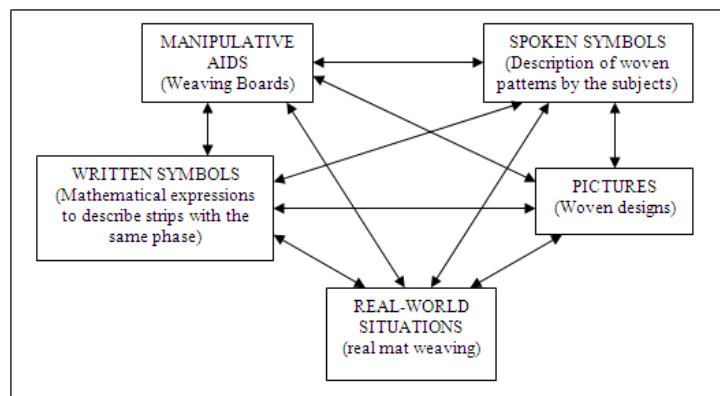 MANIPULATIVE
AIDS
(Weaving Boards)
SPOKEN SYMBOLS
(Description of woven
patterns by the subjects)
WRITTEN SYMBOLS
(Mathematical expressions
to describe strips with the
same phase)
PICTURES
(Woven designs)
REAL-WORLD
SITUATIONS
(real mat weaving)